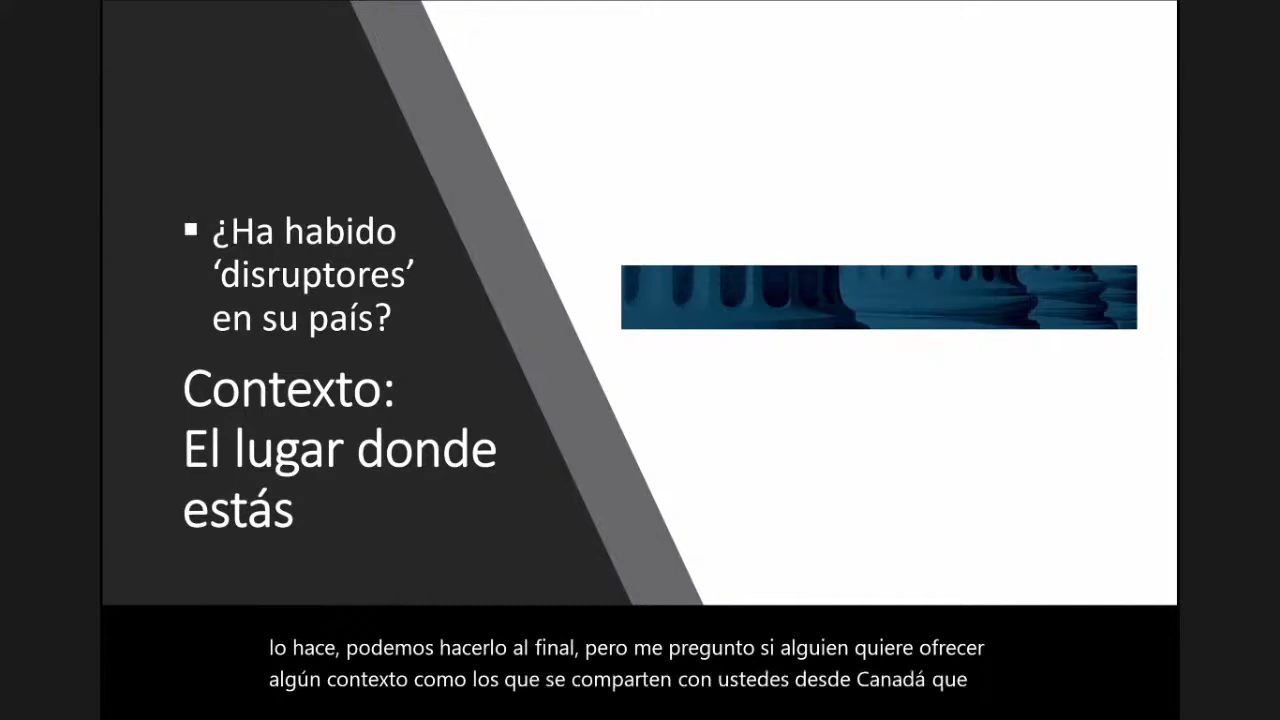 ¿Ha habido
‘disruptores’
en su país?
Contexto:
El lugar donde
estás
lo hace, podemos hacerlo al final, pero me pregunto si alguien quiere ofrecer
algún contexto como los que se comparten con ustedes desde Canadá que